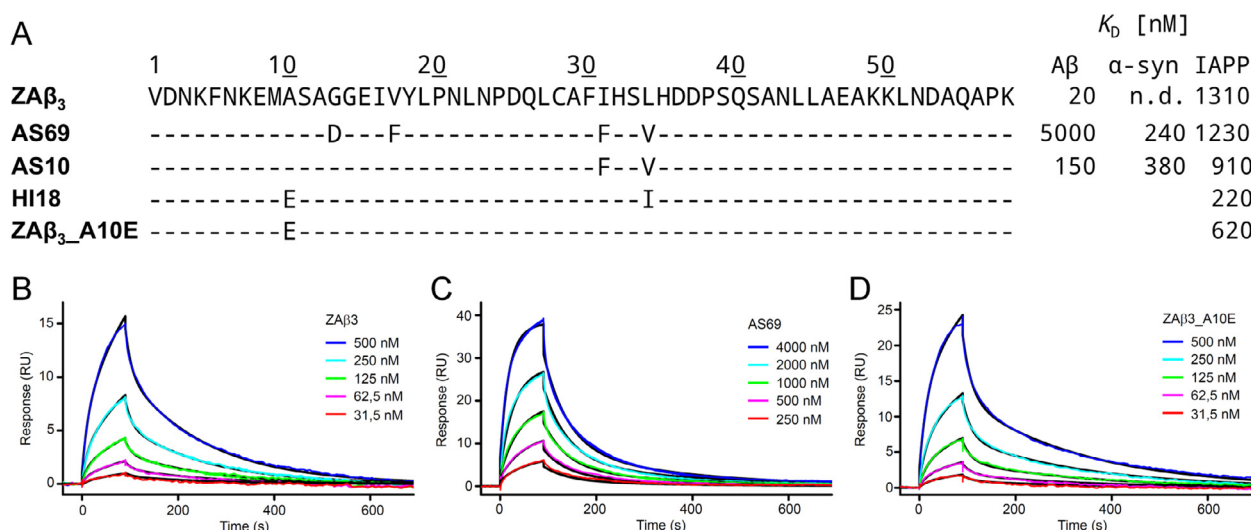 A
K_D [nM]
1 10 20 30 40 50 Aβ α-syn IAPP
ZAβ₃ VDNKFNKEMASAGGEIVYLPNLNPDQLCAFIHSLHDDPSQSANLLAEAKKLNDAQAPK 20 n.d. 1310
AS69 ------------D---F-------------F--V------------------------ 5000 240 1230
AS10 ------------------------------F--V------------------------ 150 380 910
HI18 ---------E-----------------------I------------------------ 220
ZAβ₃_A10E ---------E------------------------------------------------ 620
B
Response (RU)
15
10
5
0
ZAβ3
500 nM
250 nM
125 nM
62,5 nM
31,5 nM
0 200 400 600
Time (s)
C
Response (RU)
40
30
20
10
0
AS69
4000 nM
2000 nM
1000 nM
500 nM
250 nM
0 200 400 600
Time (s)
D
Response (RU)
25
20
15
10
5
0
ZAβ3_A10E
500 nM
250 nM
125 nM
62,5 nM
31,5 nM
0 200 400 600
Time (s)